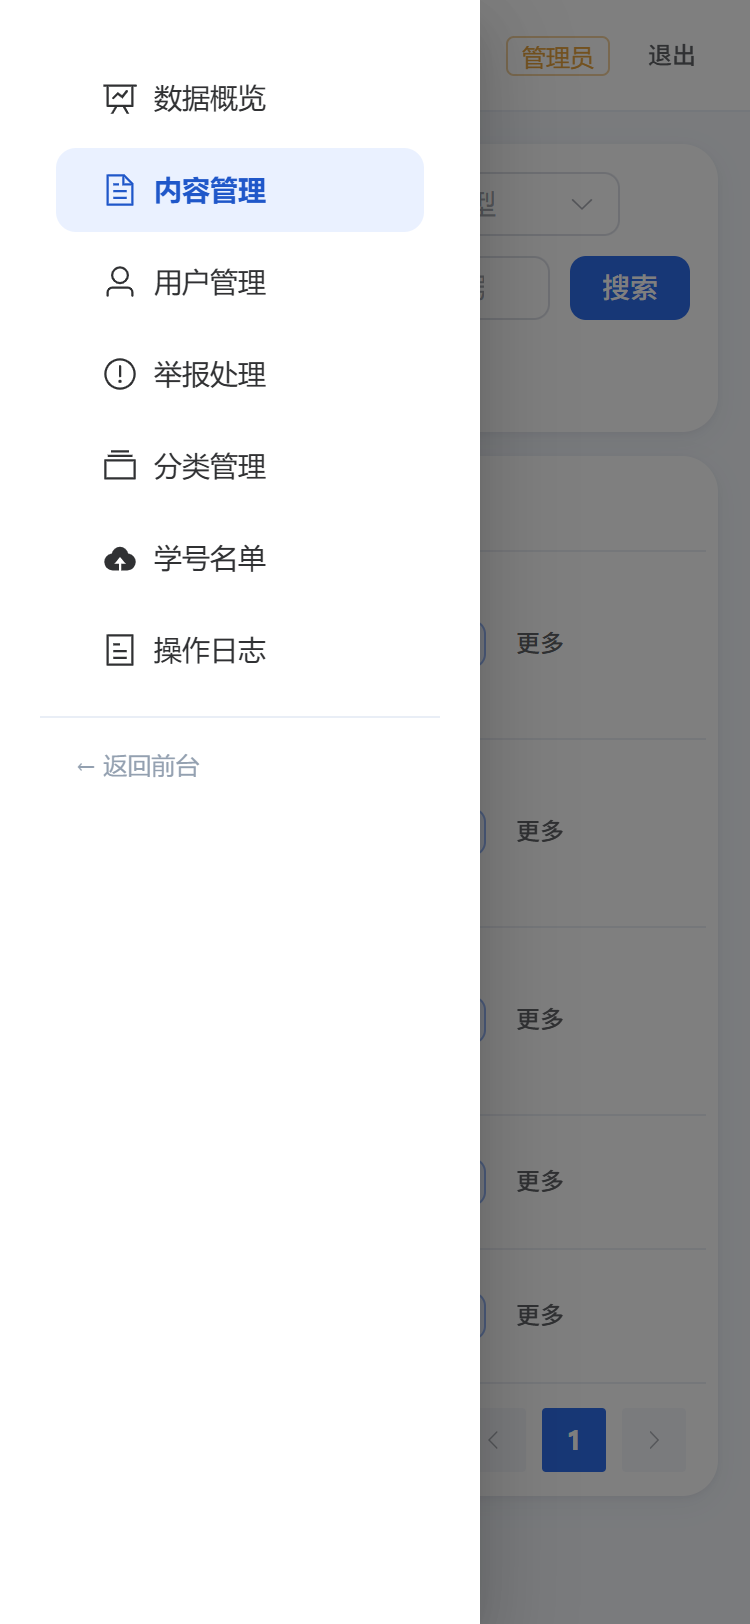 数据概览
内容管理
用户管理
举报处理
分类管理
学号名单
操作日志
← 返回前台
管理员 退出
型
搜索
更多
更多
更多
更多
更多
1